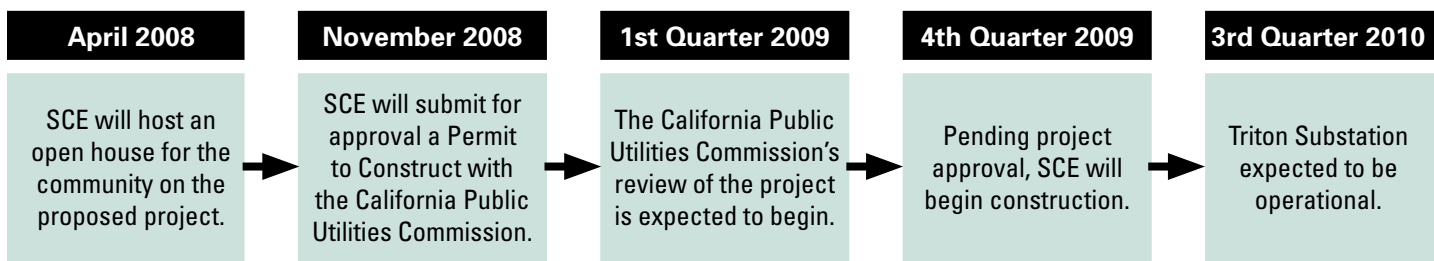 April 2008
SCE will host an
open house for the
community on the
proposed project.
November 2008
SCE will submit for
approval a Permit
to Construct with
the California Public
Utilities Commission.
1st Quarter 2009
The California Public
Utilities Commission's
review of the project
is expected to begin.
4th Quarter 2009
Pending project
approval, SCE will
begin construction.
3rd Quarter 2010
Triton Substation
expected to be
operational.